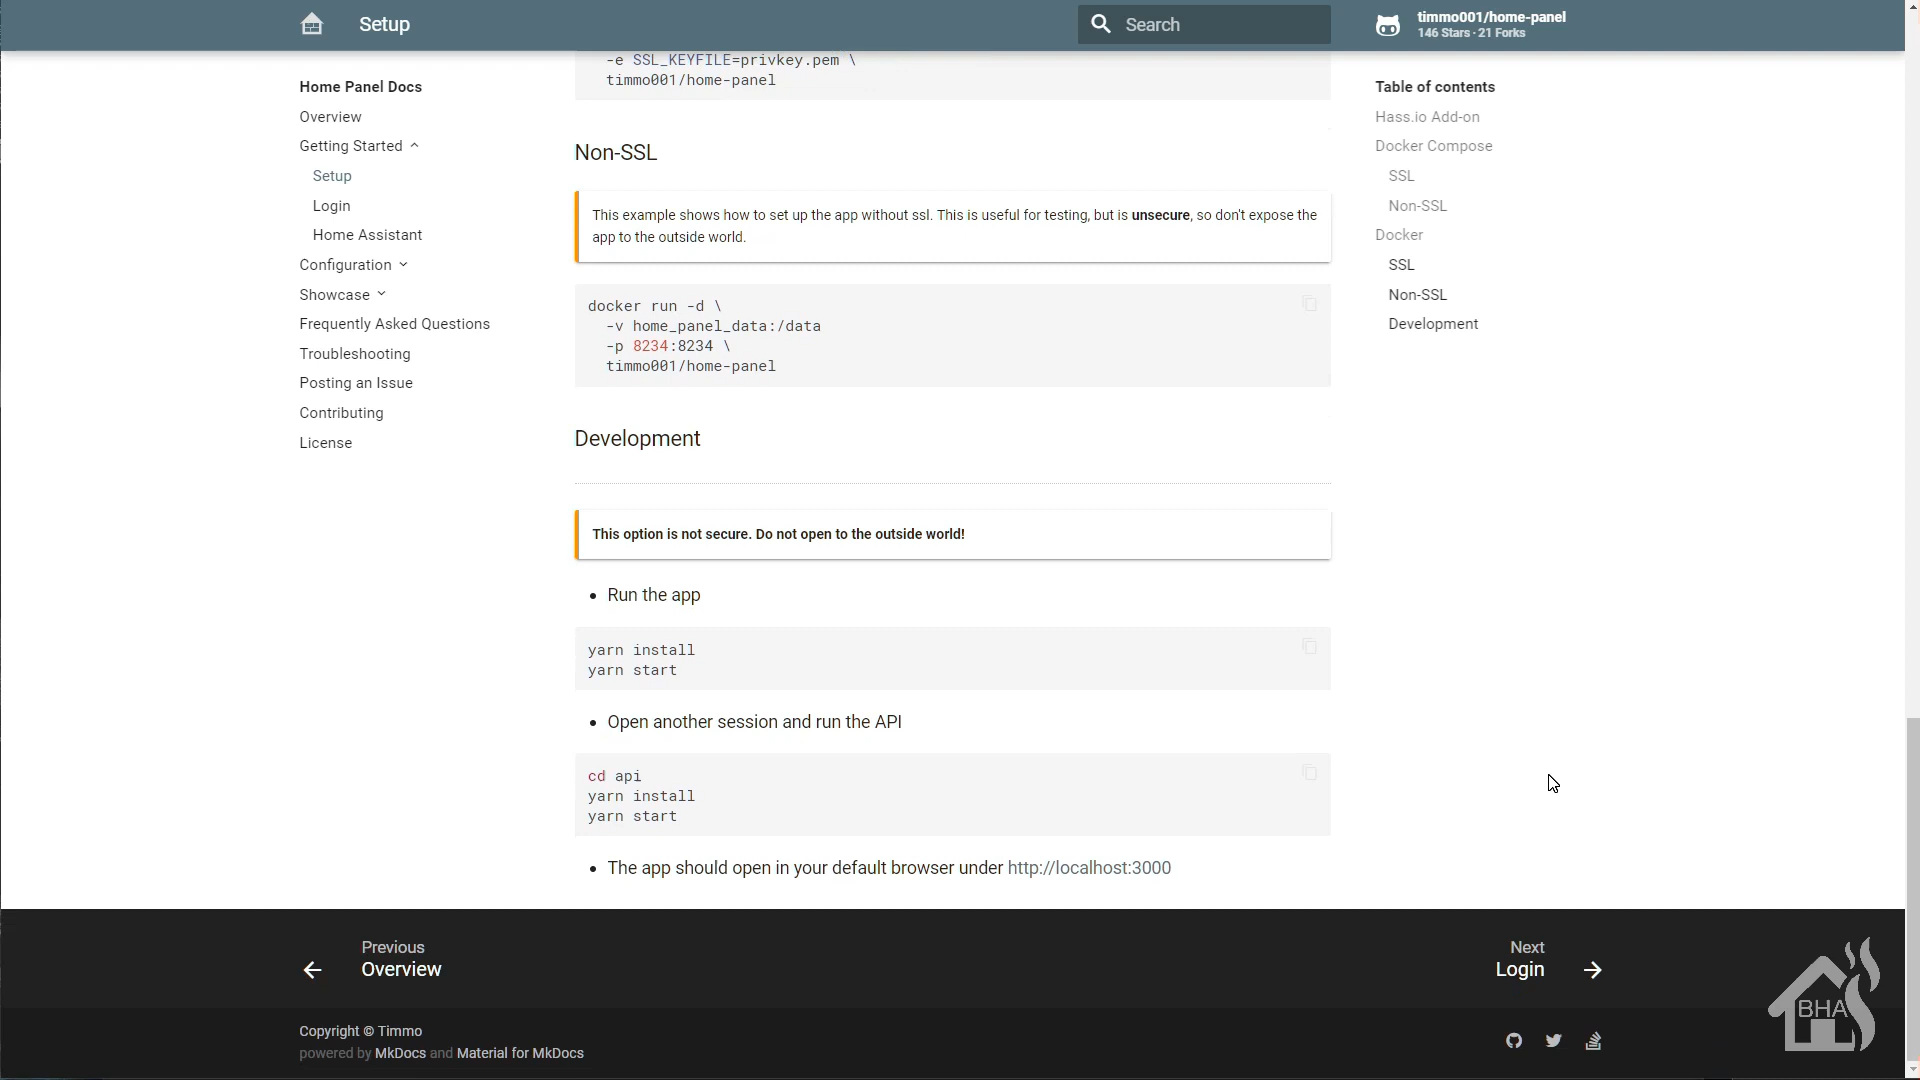 Setup
Search
timmo001/home-panel
146 Stars · 21 Forks
Home Panel Docs
Overview
Getting Started
Setup
Login
Home Assistant
Configuration
Showcase
Frequently Asked Questions
Troubleshooting
Posting an Issue
Contributing
License
-e SSL_KEYFILE=privkey.pem \
timmo001/home-panel
Non-SSL
This example shows how to set up the app without ssl. This is useful for testing, but is unsecure, so don't expose the
app to the outside world.
docker run -d \
-v home_panel_data:/data
-p 8234:8234 \
timmo001/home-panel
Development
This option is not secure. Do not open to the outside world!
• Run the app
yarn install
yarn start
• Open another session and run the API
cd api
yarn install
yarn start
• The app should open in your default browser under http://localhost:3000
Table of contents
Hass.io Add-on
Docker Compose
SSL
Non-SSL
Docker
SSL
Non-SSL
Development
Previous
Overview
Next
Login
Copyright © Timmo
powered by MkDocs and Material for MkDocs
BHA